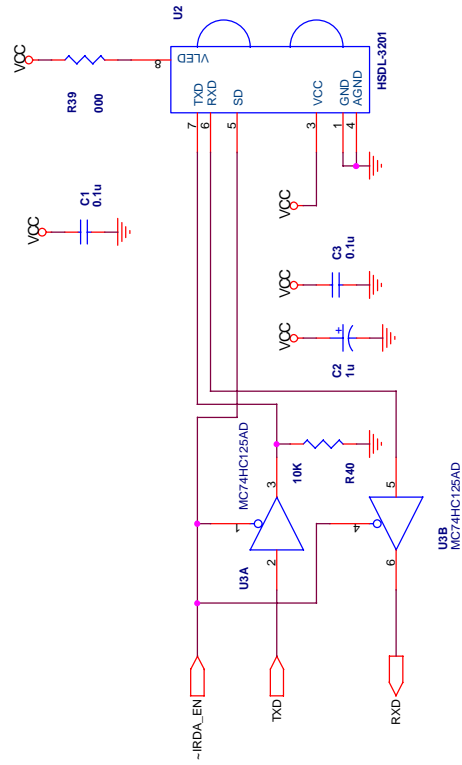 U2
VCC
R39
000
8
VLED
TXD
RXD
SD
VCC
GND
AGND
7
6
5
3
1
4
HSDL-3201
VCC
C1
0.1u
VCC
VCC
C3
0.1u
VCC
+
C2
1u
MC74HC125AD
1
2
3
U3A
10K
R40
4
5
6
U3B
MC74HC125AD
~IRDA_EN
TXD
RXD